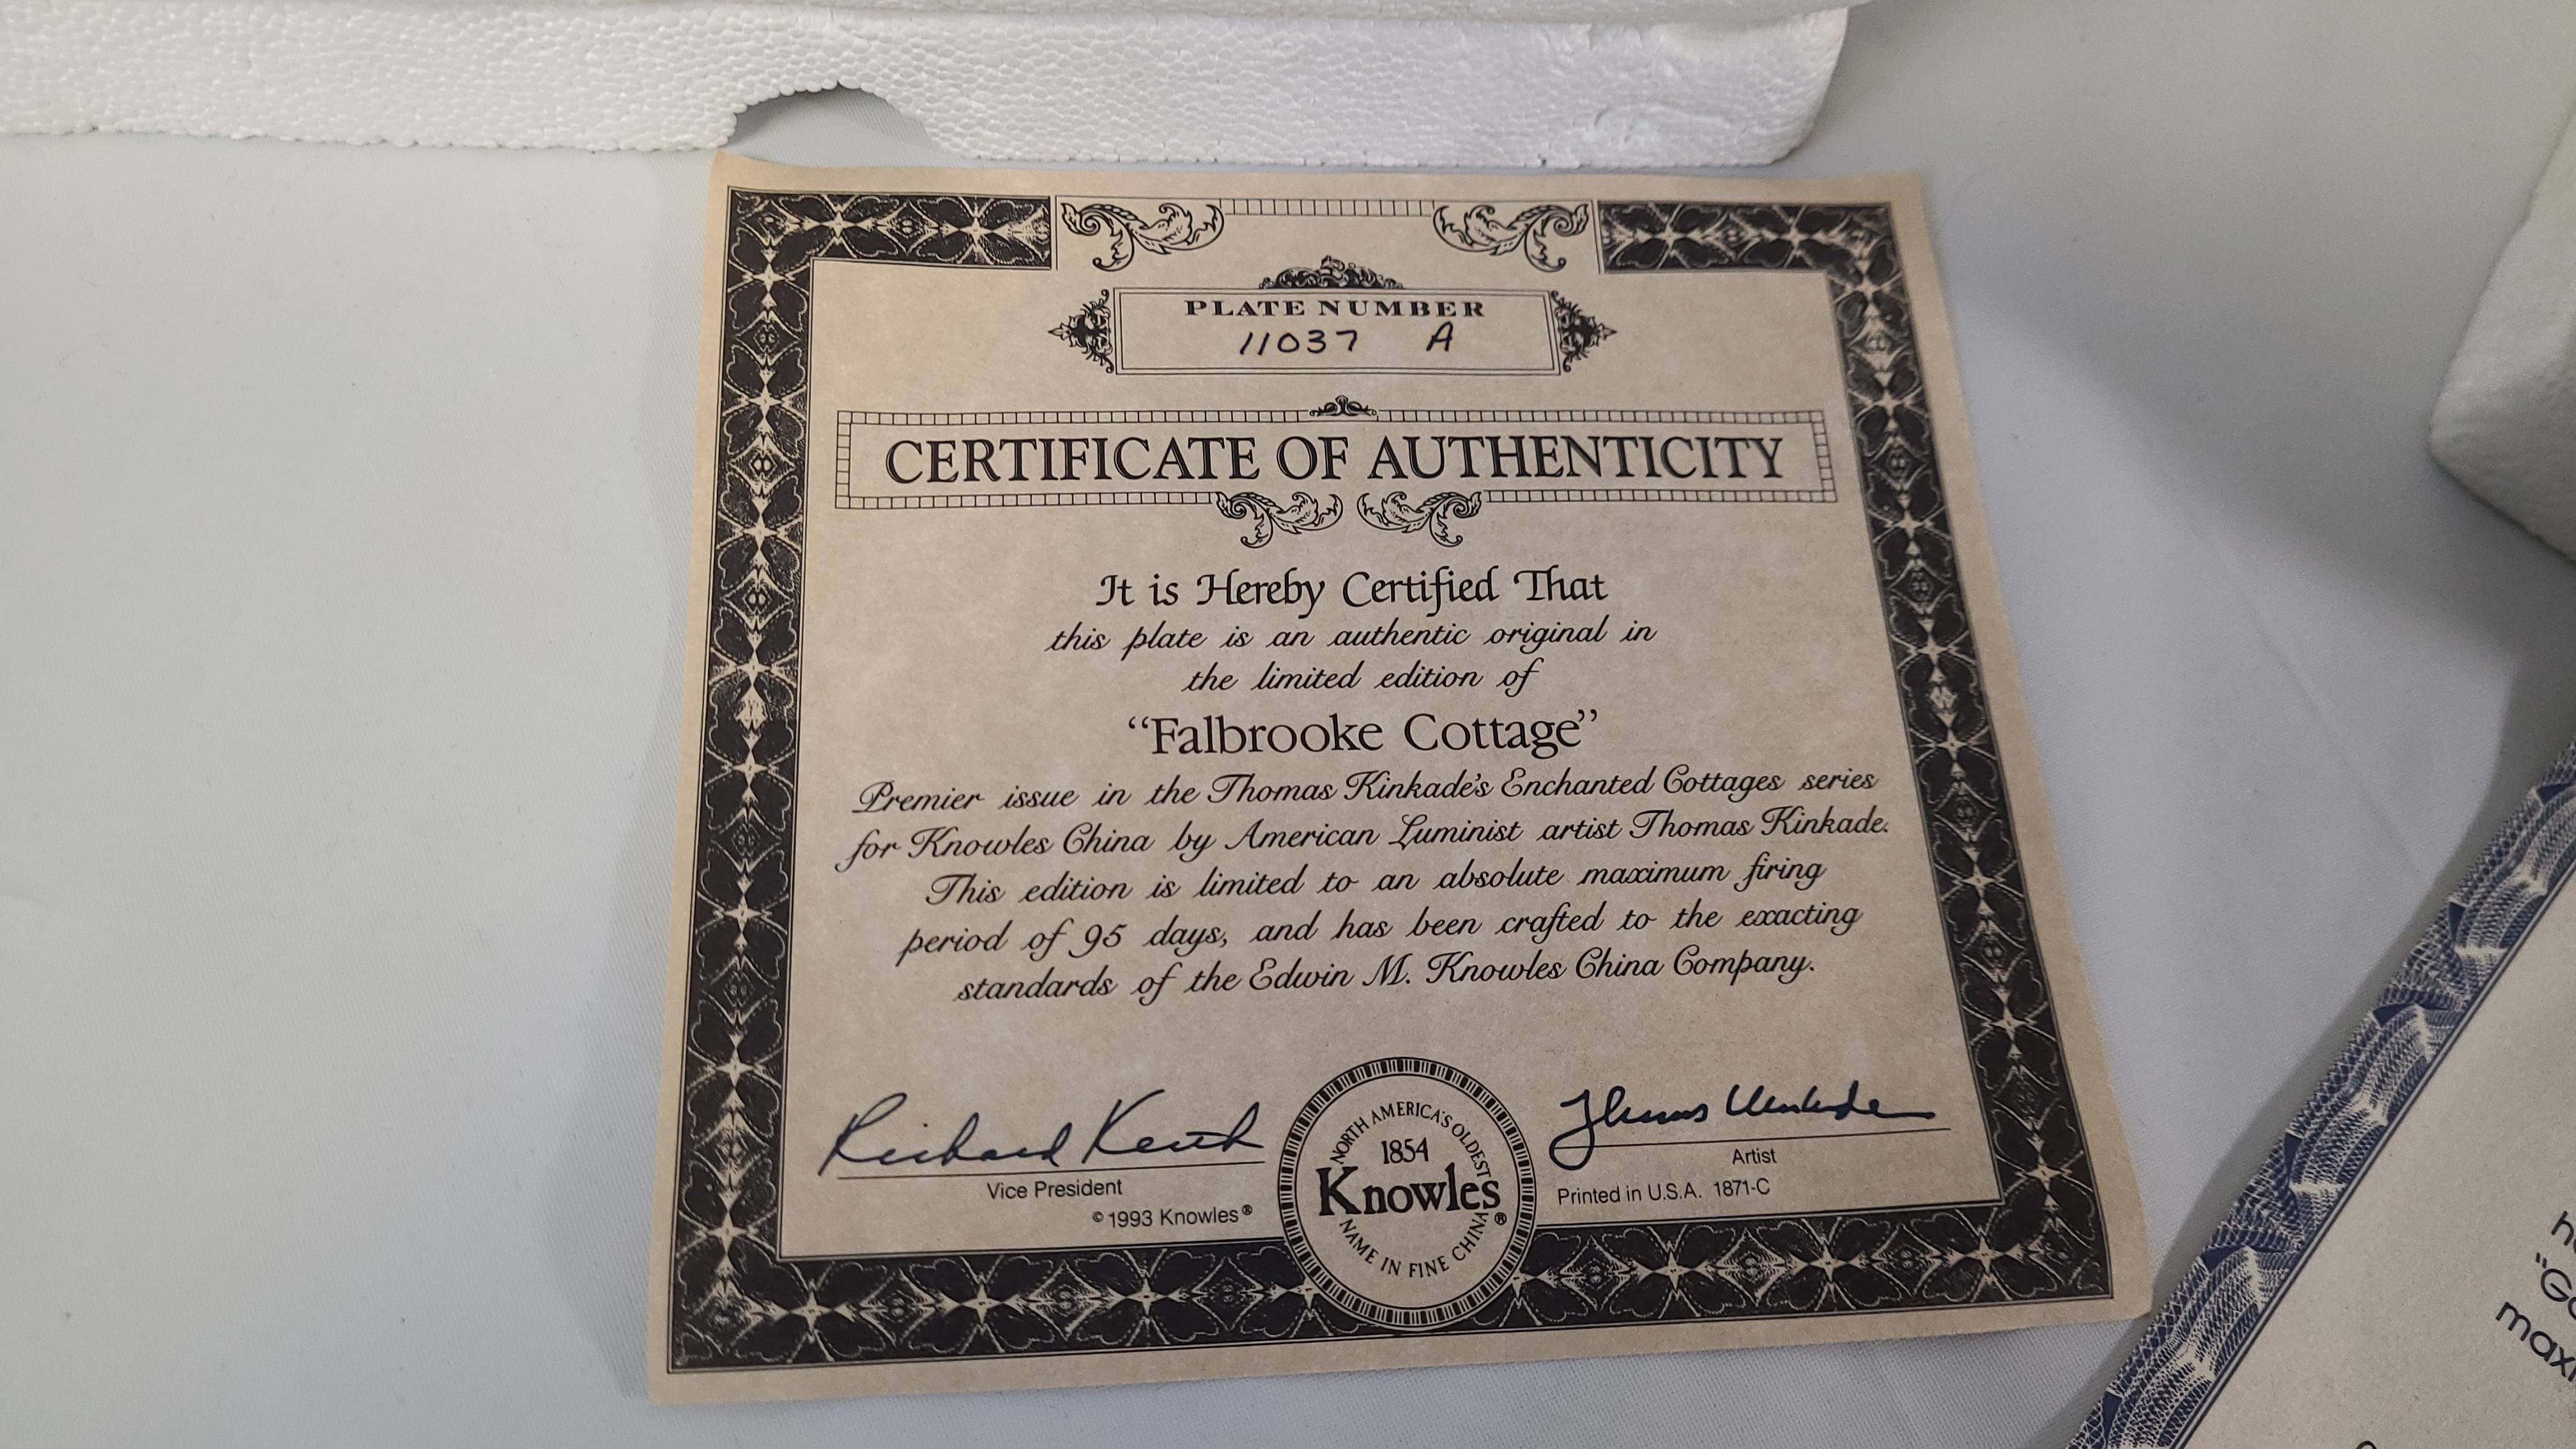 PLATE NUMBER
11037 A
CERTIFICATE OF AUTHENTICITY
It is Hereby Certified That
this plate is an authentic original in
the limited edition of
“Falbrooke Cottage”
Premier issue in the Thomas Kinkade's Enchanted Cottages series
for Knowles China by American Luminist artist Thomas Kinkade.
This edition is limited to an absolute maximum firing
period of 95 days, and has been crafted to the exacting
standards of the Edwin M. Knowles China Company.
Richard Keith
Vice President
© 1993 Knowles®
NORTH AMERICA'S OLDEST
1854
Knowles®
NAME IN FINE CHINA
Thomas Kinkade
Artist
Printed in U.S.A. 1871-C